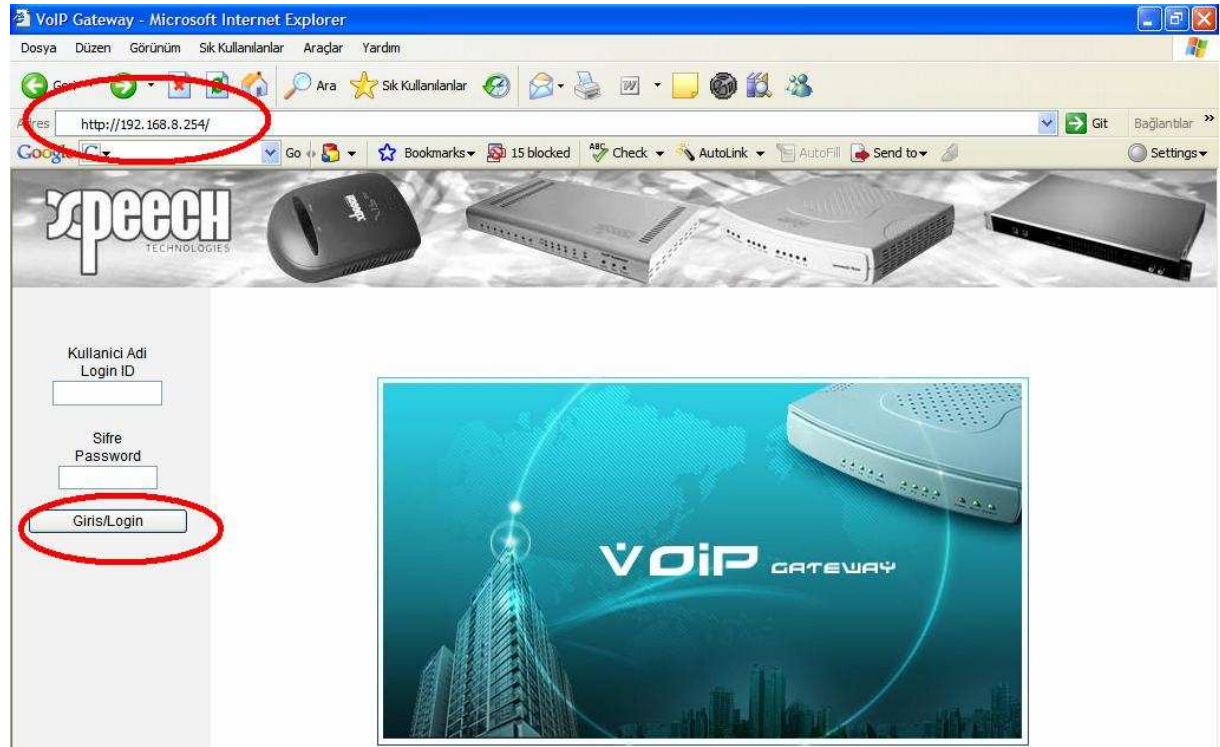 VoIP Gateway - Microsoft Internet Explorer
Dosya Düzen Görünüm Sık Kullanılanlar Araçlar Yardım
Ara Sık Kullanılanlar
http://192.168.8.254/ Git Bağlantılar »
Google G Go 15 blocked Bookmarks Check AutoLink AutoFill Send to Settings
xpeech
TECHNOLOGIES
Kullanici Adi
Login ID
Sifre
Password
Giris/Login
VOiP GATEWAY